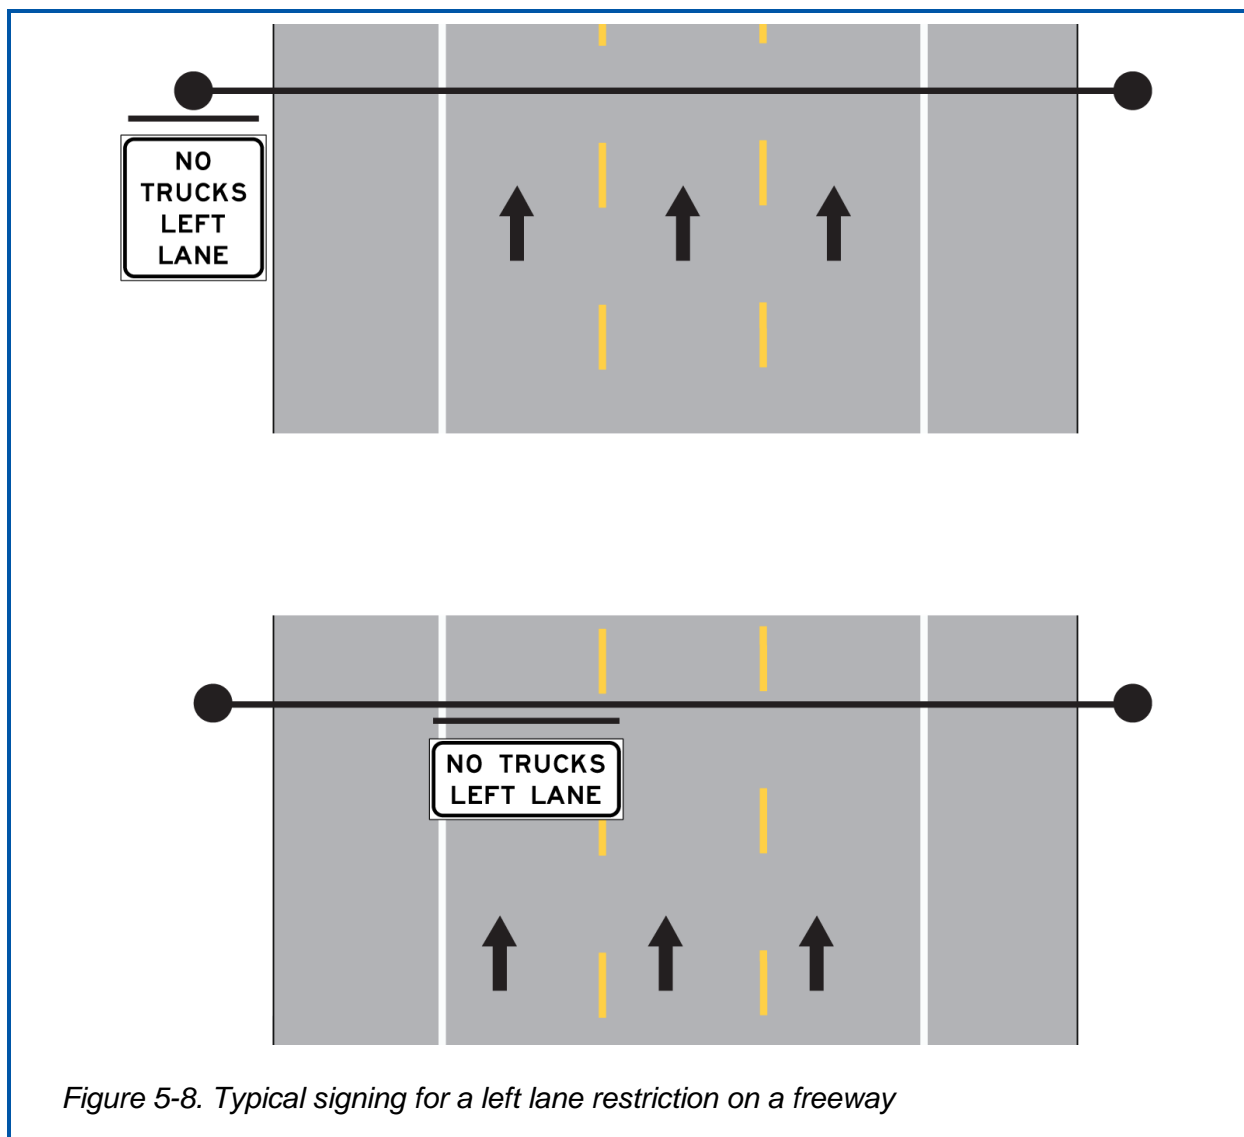 NO
TRUCKS
LEFT
LANE
NO TRUCKS
LEFT LANE
Figure 5-8. Typical signing for a left lane restriction on a freeway